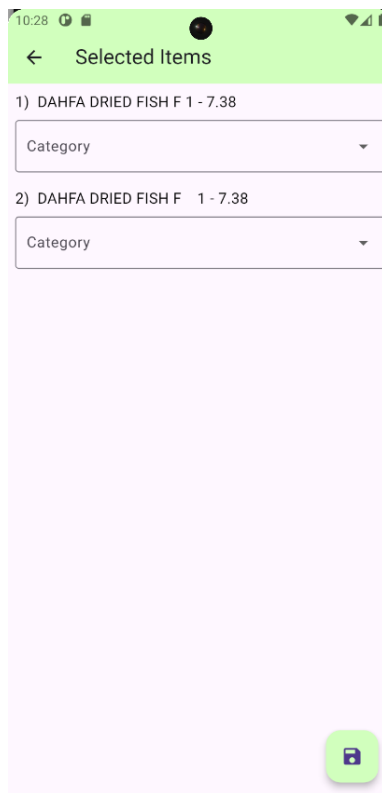 10:28
Selected Items
1) DAHFA DRIED FISH F 1 - 7.38
Category
2) DAHFA DRIED FISH F 1 - 7.38
Category